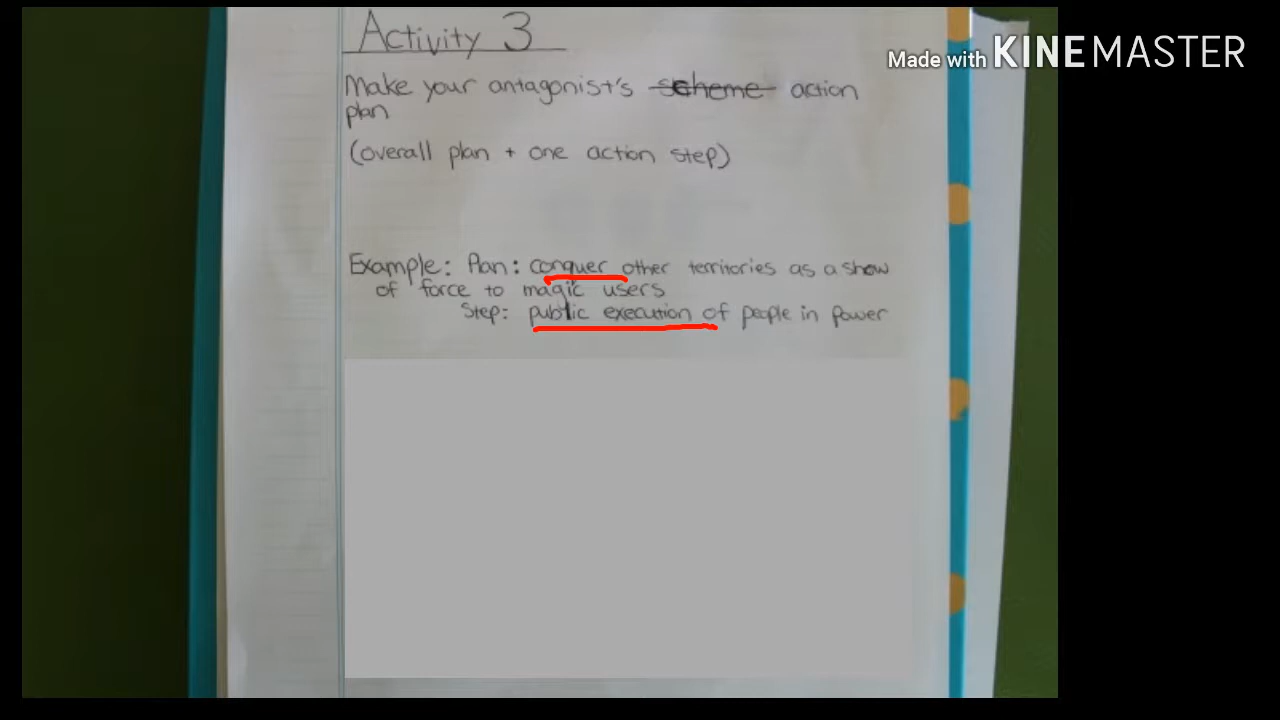 Activity 3
Made with KINEMASTER
Make your antagonist's scheme action
plan
(overall plan + one action step)
Example: Plan: conquer other territories as a show
of force to magic users
Step: public execution of people in power